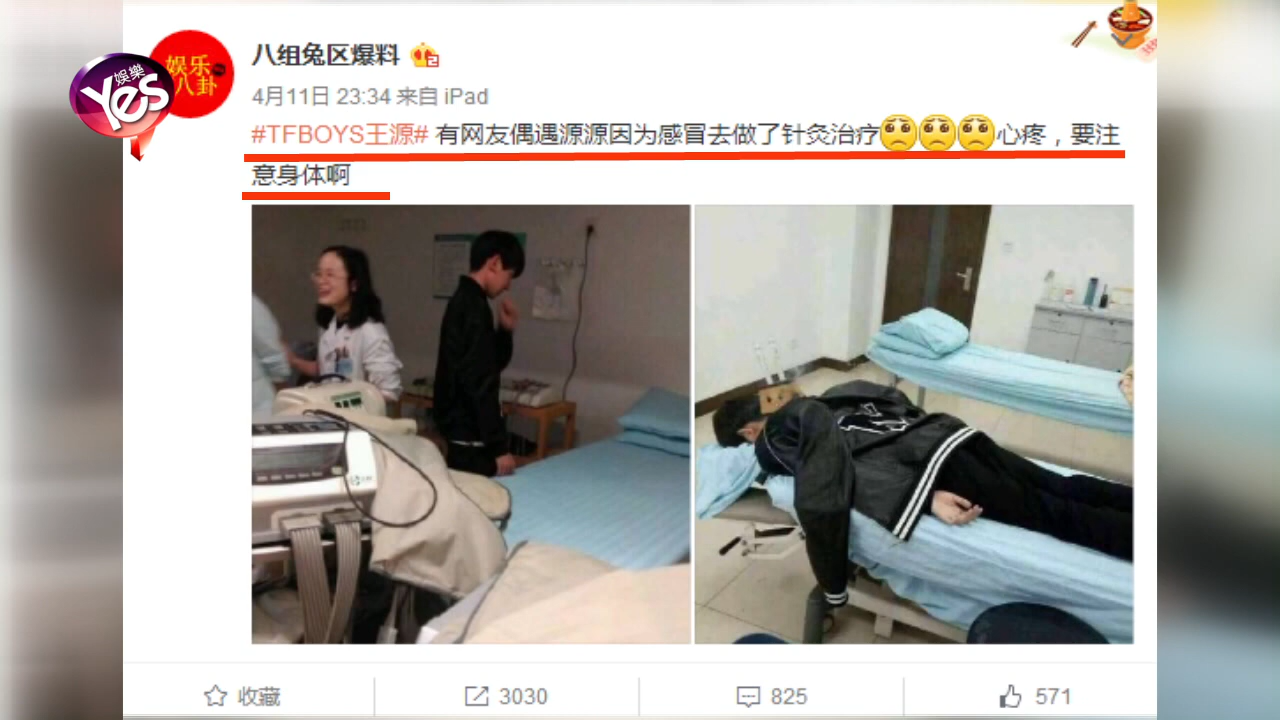 八组兔区爆料
娱乐
八卦
娛樂
Yes
4月11日 23:34 来自 iPad
#TFBOYS王源# 有网友偶遇源源因为感冒去做了针灸治疗心疼，要注
意身体啊
收藏
3030
825
571